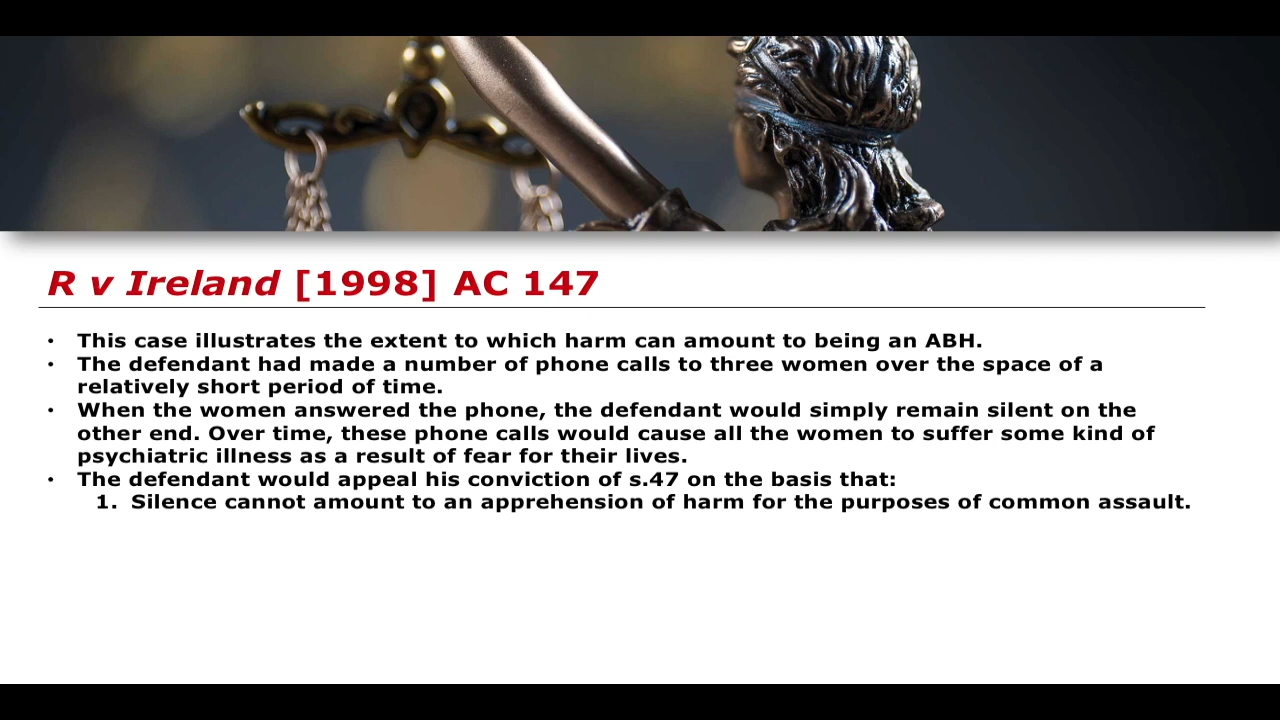 R v Ireland [1998] AC 147
• This case illustrates the extent to which harm can amount to being an ABH.
• The defendant had made a number of phone calls to three women over the space of a
relatively short period of time.
• When the women answered the phone, the defendant would simply remain silent on the
other end. Over time, these phone calls would cause all the women to suffer some kind of
psychiatric illness as a result of fear for their lives.
• The defendant would appeal his conviction of s.47 on the basis that:
1. Silence cannot amount to an apprehension of harm for the purposes of common assault.